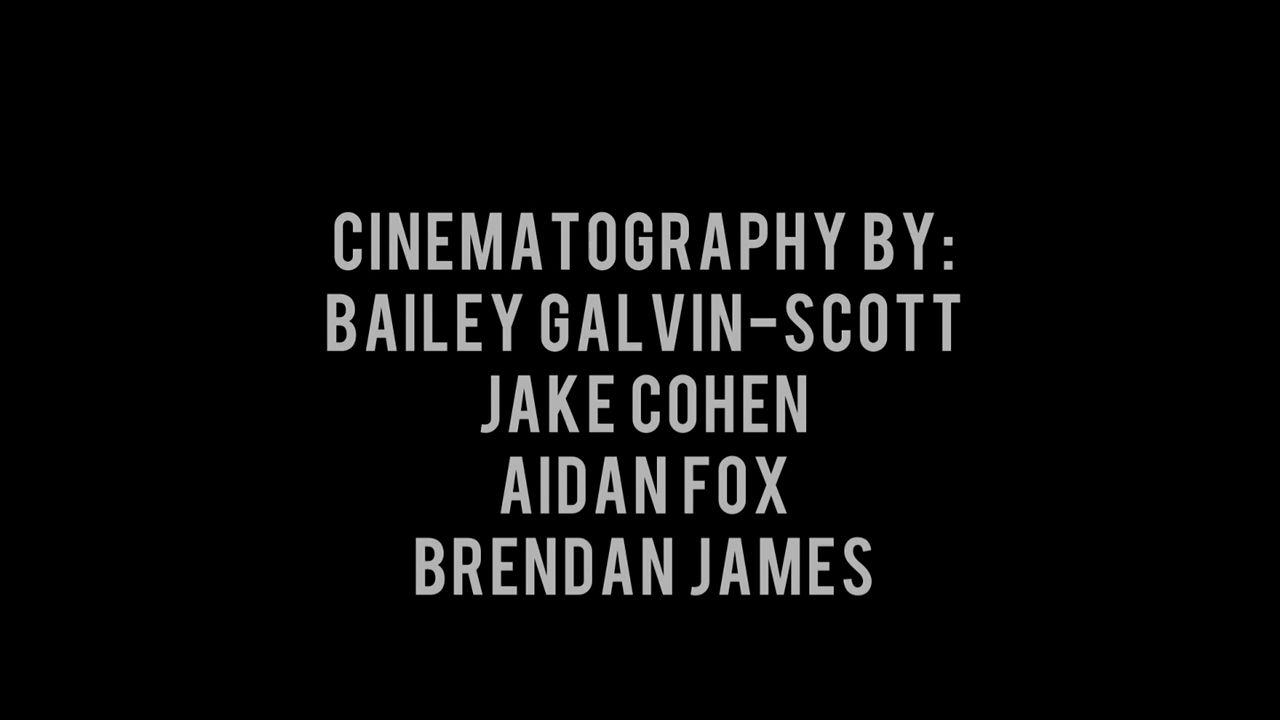 CINEMATOGRAPHY BY:
BAILEY GALVIN-SCOTT
JAKE COHEN
AIDAN FOX
BRENDAN JAMES